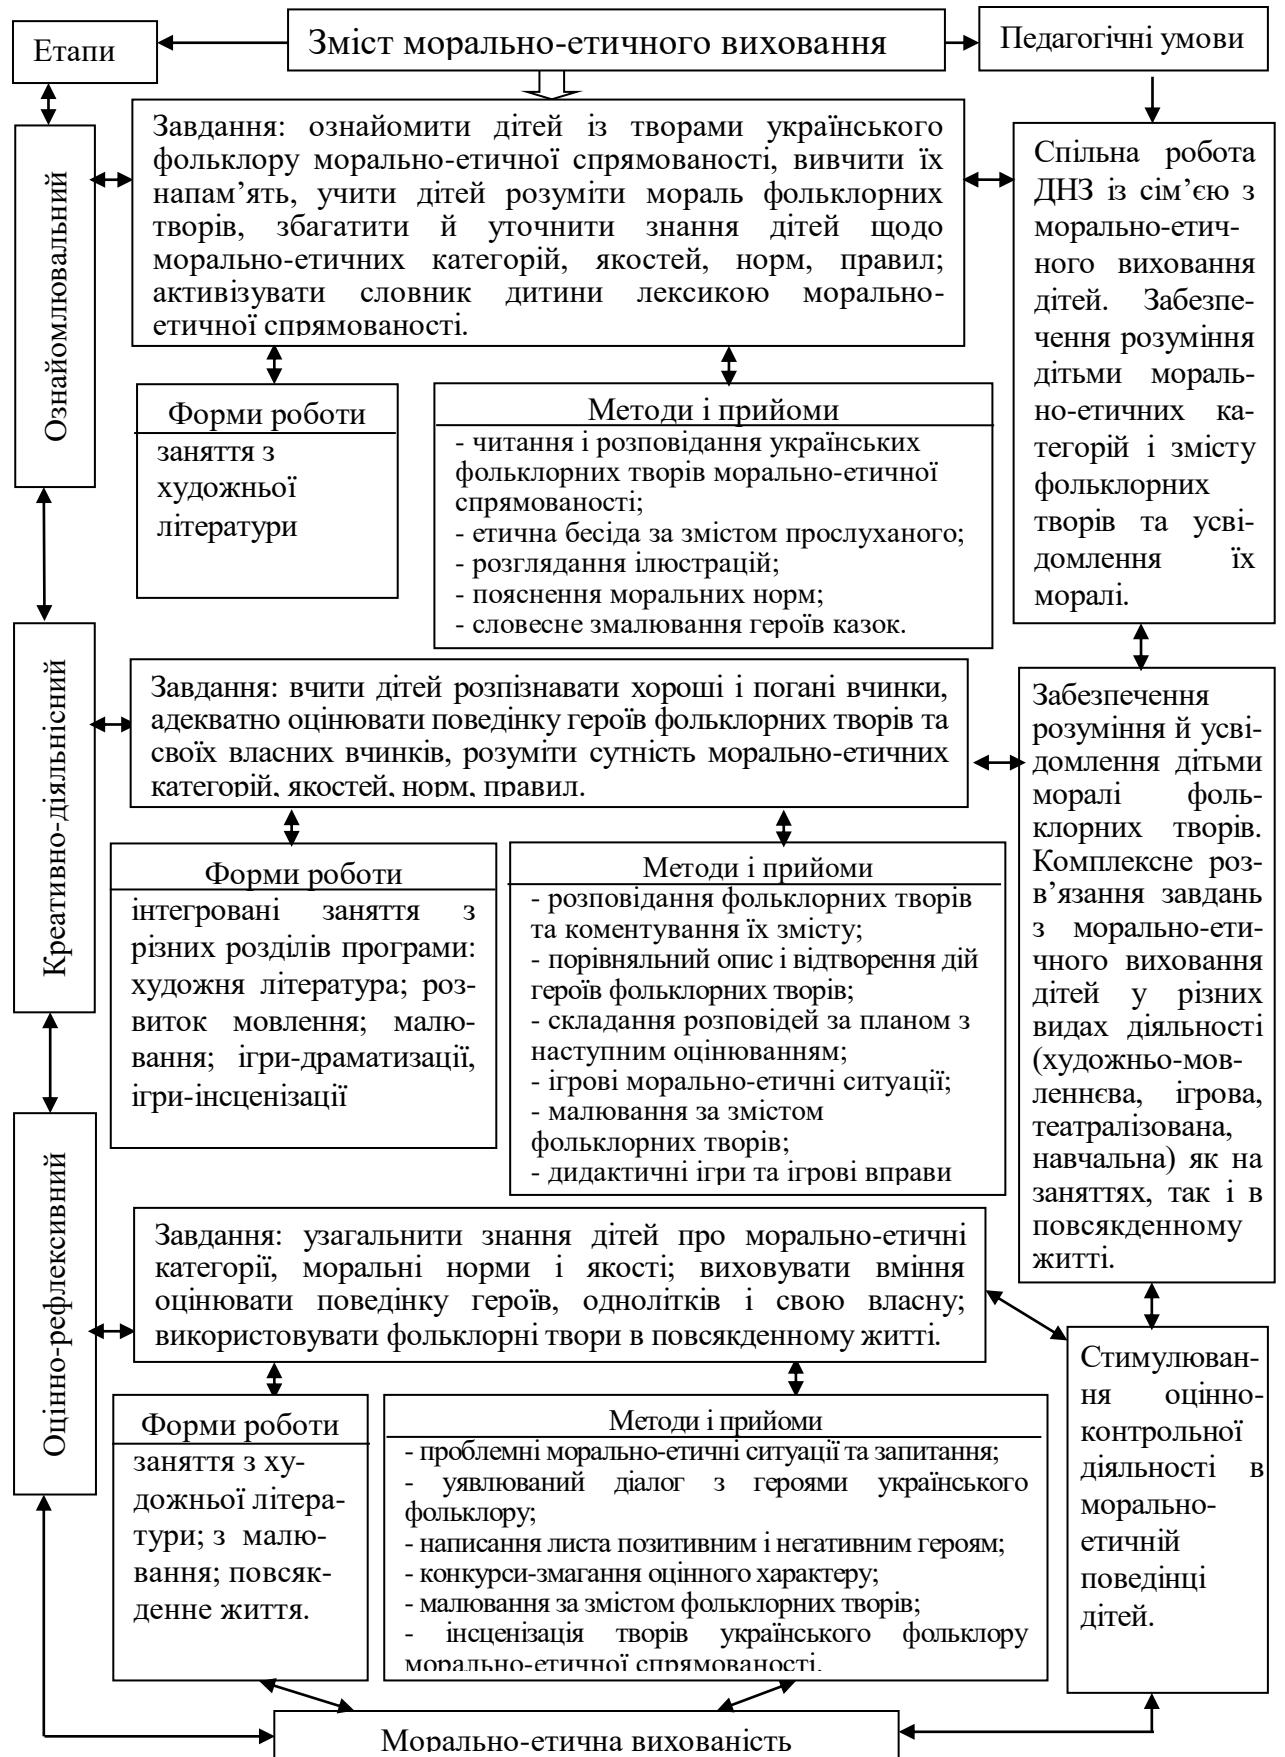 Етапи
Зміст морально-етичного виховання
Педагогічні умови
Ознайомлювальний
Завдання: ознайомити дітей із творами українського
фольклору морально-етичної спрямованості, вивчити їх
напам’ять, учити дітей розуміти мораль фольклорних
творів, збагатити й уточнити знання дітей щодо
морально-етичних категорій, якостей, норм, правил;
активізувати словник дитини лексикою морально-
етичної спрямованості.
Спільна робота
ДНЗ із сім’єю з
морально-етич-
ного виховання
дітей. Забезпе-
чення розуміння
дітьми мораль-
но-етичних ка-
тегорій і змісту
фольклорних
творів та усві-
домлення їх
моралі.
Форми роботи
заняття з
художньої
літератури
Методи і прийоми
- читання і розповідання українських
фольклорних творів морально-етичної
спрямованості;
- етична бесіда за змістом прослуханого;
- розглядання ілюстрацій;
- пояснення моральних норм;
- словесне змалювання героїв казок.
Креативно-діяльнісний
Завдання: вчити дітей розпізнавати хороші і погані вчинки,
адекватно оцінювати поведінку героїв фольклорних творів та
своїх власних вчинків, розуміти сутність морально-етичних
категорій, якостей, норм, правил.
Забезпечення
розуміння й усві-
домлення дітьми
моралі фоль-
клорних творів.
Комплексне роз-
в’язання завдань
з морально-ети-
чного виховання
дітей у різних
видах діяльності
(художньо-мов-
леннєва, ігрова,
театралізована,
навчальна) як на
заняттях, так і в
повсякденному
житті.
Форми роботи
інтегровані заняття з
різних розділів програми:
художня література; роз-
виток мовлення; малю-
вання; ігри-драматизації,
ігри-інсценізації
Методи і прийоми
- розповідання фольклорних творів
та коментування їх змісту;
- порівняльний опис і відтворення дій
героїв фольклорних творів;
- складання розповідей за планом з
наступним оцінюванням;
- ігрові морально-етичні ситуації;
- малювання за змістом
фольклорних творів;
- дидактичні ігри та ігрові вправи
Оцінно-рефлексивний
Завдання: узагальнити знання дітей про морально-етичні
категорії, моральні норми і якості; виховувати вміння
оцінювати поведінку героїв, однолітків і свою власну;
використовувати фольклорні твори в повсякденному житті.
Стимулюван-
ня оцінно-
контрольної
діяльності в
морально-
етичній
поведінці
дітей.
Форми роботи
заняття з ху-
дожньої літера-
тури; з малю-
вання; повсяк-
денне життя.
Методи і прийоми
- проблемні морально-етичні ситуації та запитання;
- уявлюваний діалог з героями українського
фольклору;
- написання листа позитивним і негативним героям;
- конкурси-змагання оцінного характеру;
- малювання за змістом фольклорних творів;
- інсценізація творів українського фольклору
морально-етичної спрямованості.
Морально-етична вихованість